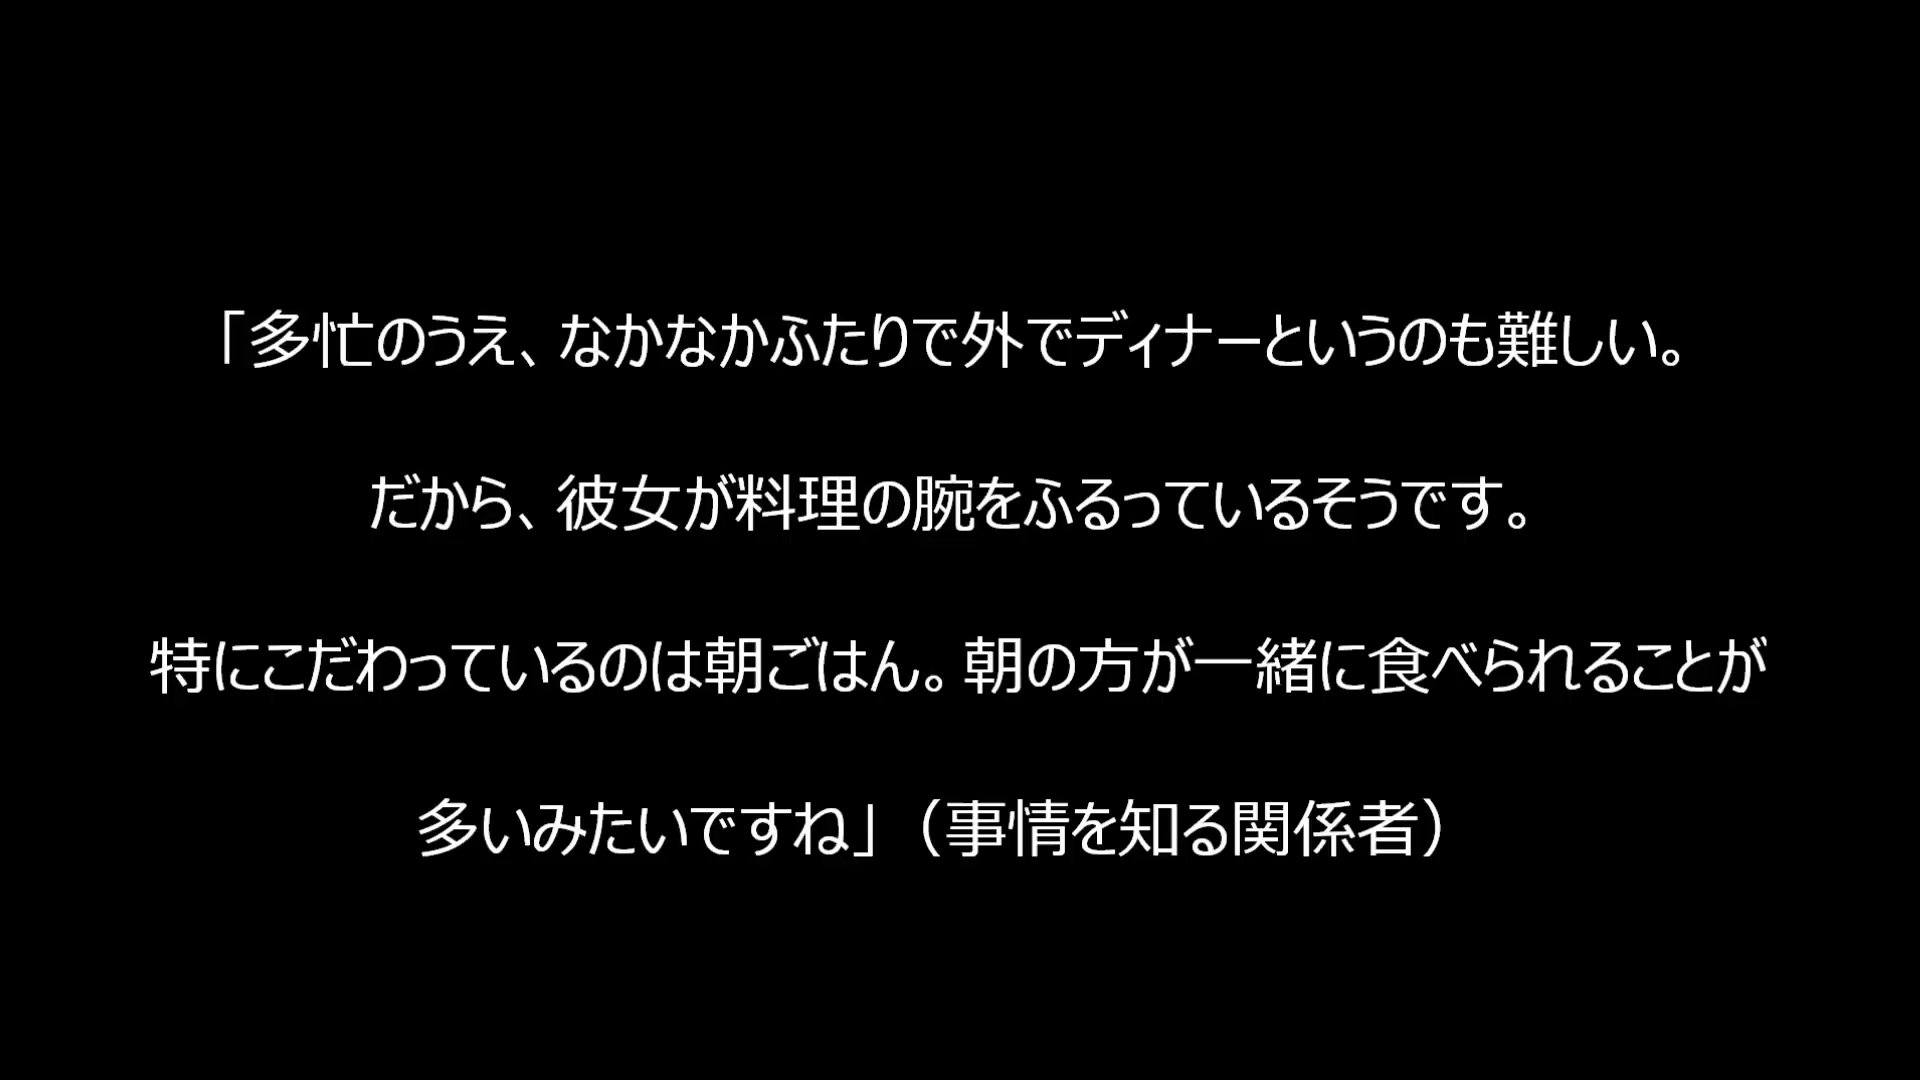 「多忙のうえ、なかなかふたりで外でディナーというのも難しい。
だから、彼女が料理の腕をふるっているそうです。
特にこだわっているのは朝ごはん。朝の方が一緒に食べられることが
多いみたいですね」（事情を知る関係者）